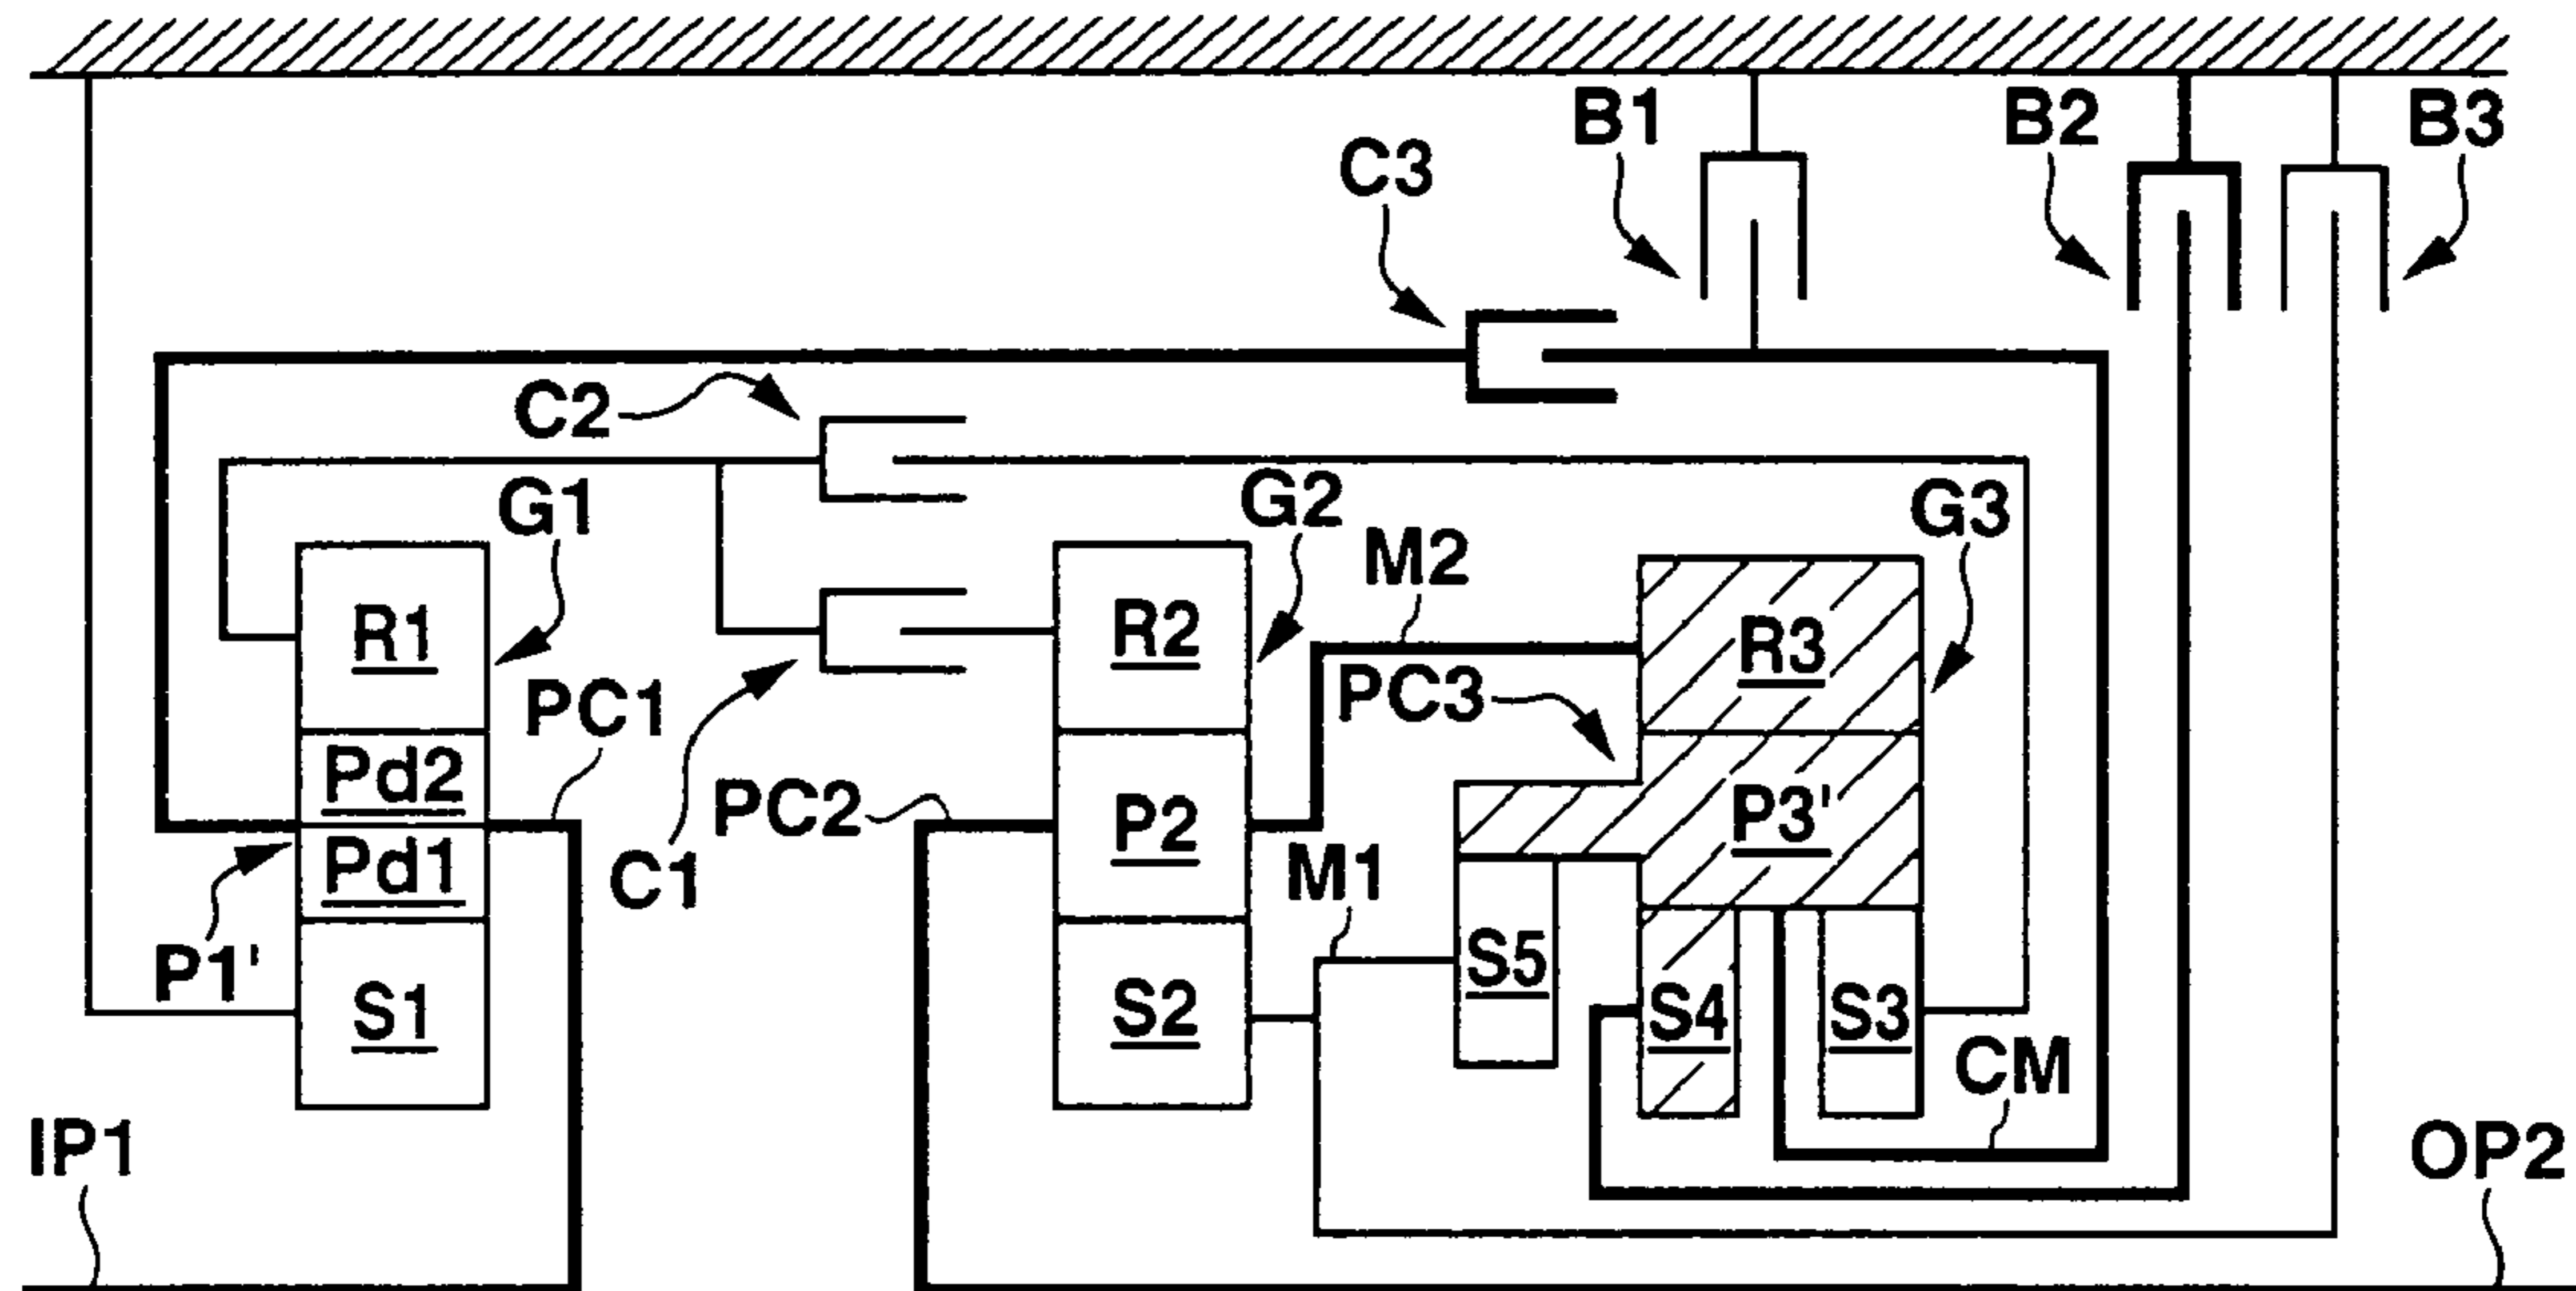 B1
B2
B3
C3
C2
G1
G2
G3
M2
R1
R2
R3
PC1
PC3
Pd2
PC2
P2
P3'
Pd1
C1
M1
P1'
S1
S2
S5
S4
S3
CM
IP1
OP2